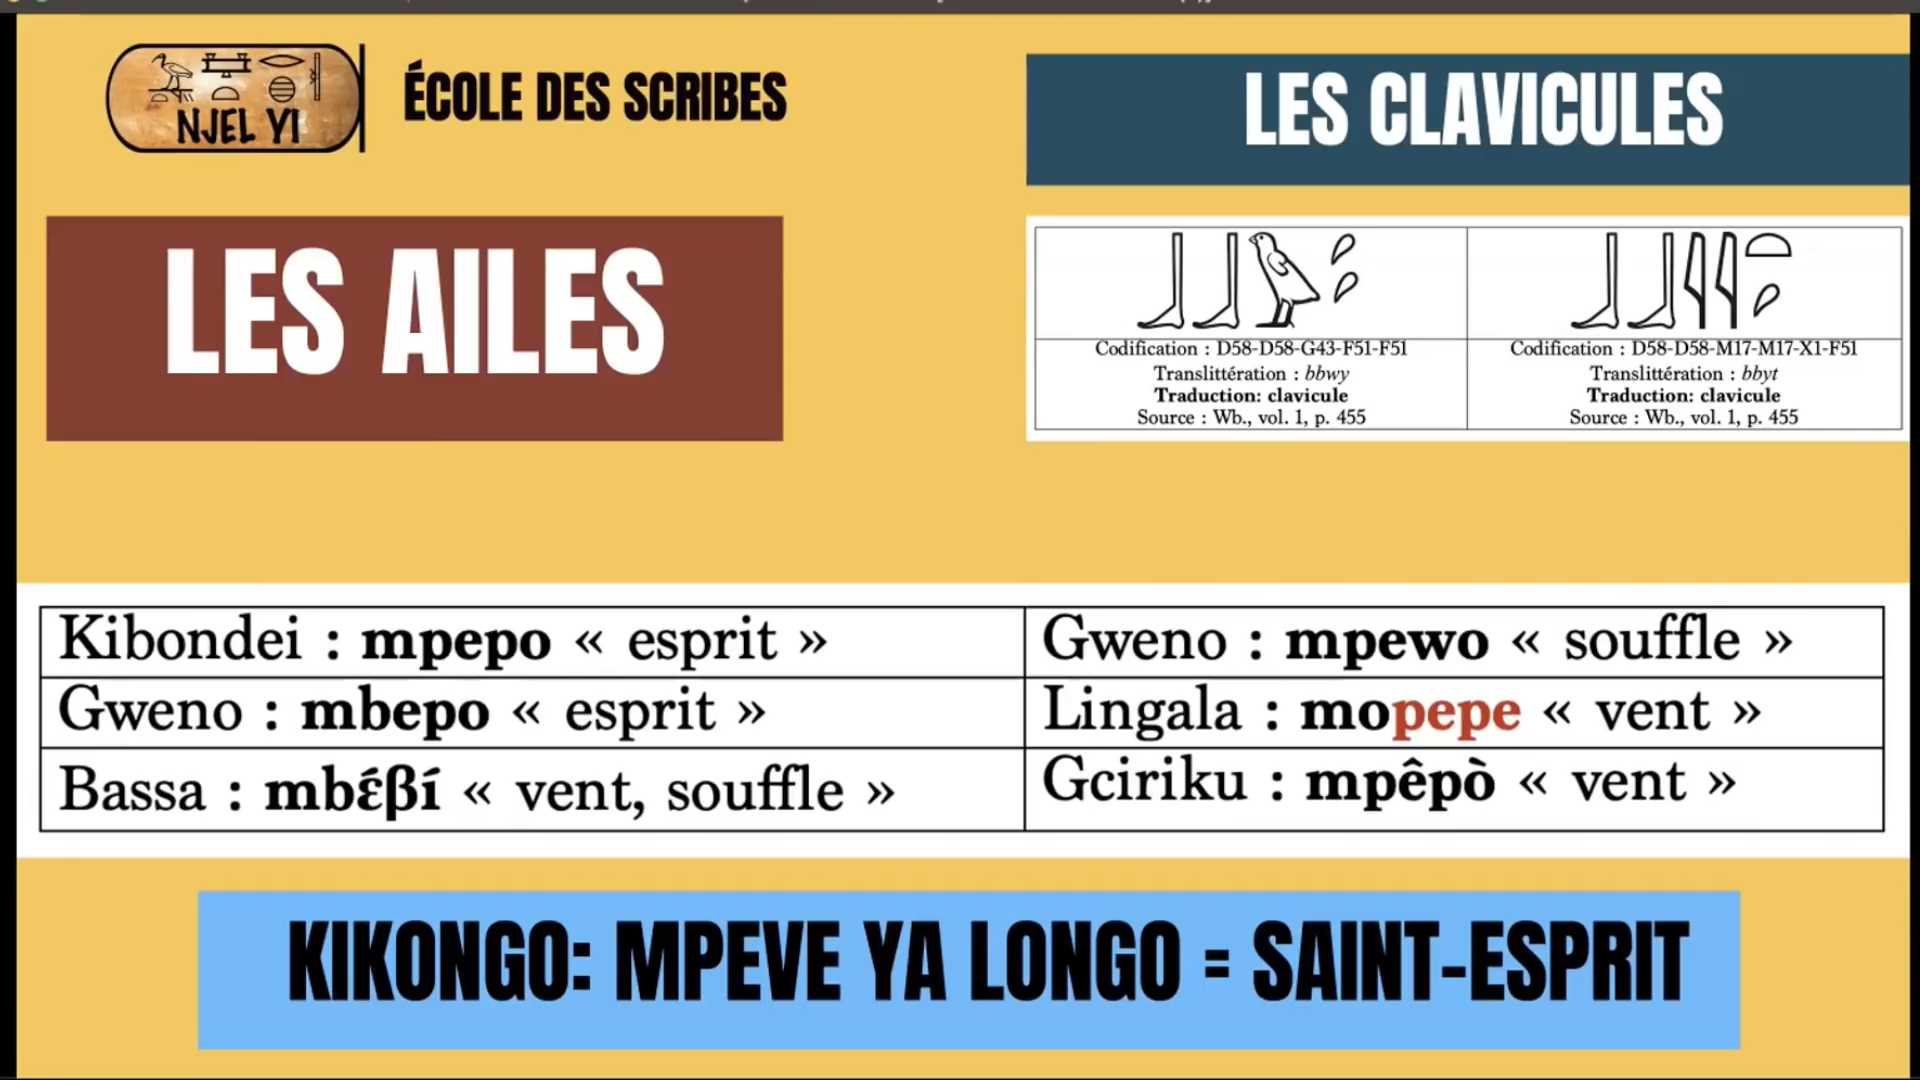 NJEL YI
ÉCOLE DES SCRIBES
LES CLAVICULES
LES AILES
Codification : D58-D58-G43-F51-F51
Translittération : bbwy
Traduction: clavicule
Source : Wb., vol. 1, p. 455
Codification : D58-D58-M17-M17-X1-F51
Translittération : bbyt
Traduction: clavicule
Source : Wb., vol. 1, p. 455
Kibondei : mpepo « esprit »
Gweno : mpewo « souffle »
Gweno : mbepo « esprit »
Lingala : mopepe « vent »
Bassa : mbɛ́βí « vent, souffle »
Gciriku : mpêpò « vent »
KIKONGO: MPEVE YA LONGO = SAINT-ESPRIT